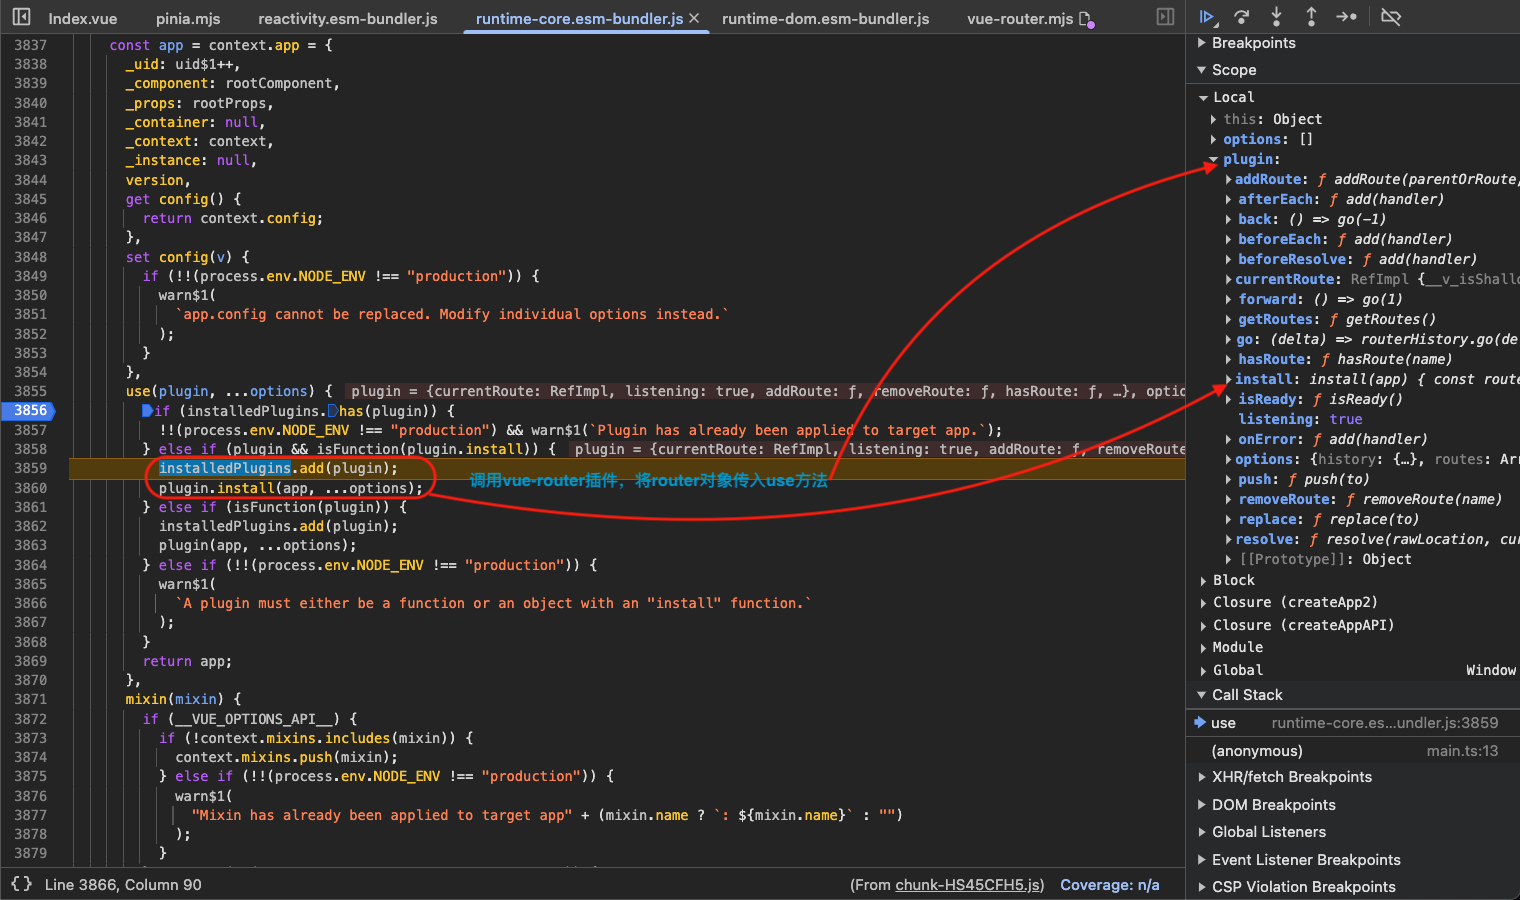 Index.vue pinia.mjs reactivity.esm-bundler.js runtime-core.esm-bundler.js × runtime-dom.esm-bundler.js vue-router.mjs
3837 const app = context.app = {
3838 _uid: uid$1++,
3839 _component: rootComponent,
3840 _props: rootProps,
3841 _container: null,
3842 _context: context,
3843 _instance: null,
3844 version,
3845 get config() {
3846 return context.config;
3847 },
3848 set config(v) {
3849 if (!!(process.env.NODE_ENV !== "production")) {
3850 warn$1(
3851 `app.config cannot be replaced. Modify individual options instead.`
3852 );
3853 }
3854 },
3855 use(plugin, ...options) { plugin = {currentRoute: RefImpl, listening: true, addRoute: ƒ, removeRoute: ƒ, hasRoute: ƒ, …}, optio
3856 if (installedPlugins.has(plugin)) {
3857 !!(process.env.NODE_ENV !== "production") && warn$1(`Plugin has already been applied to target app.`);
3858 } else if (plugin && isFunction(plugin.install)) { plugin = {currentRoute: RefImpl, listening: true, addRoute: ƒ, removeRoute
3859 installedPlugins.add(plugin);
3860 plugin.install(app, ...options);
调用vue-router插件，将router对象传入use方法
3861 } else if (isFunction(plugin)) {
3862 installedPlugins.add(plugin);
3863 plugin(app, ...options);
3864 } else if (!!(process.env.NODE_ENV !== "production")) {
3865 warn$1(
3866 `A plugin must either be a function or an object with an "install" function.`
3867 );
3868 }
3869 return app;
3870 },
3871 mixin(mixin) {
3872 if (__VUE_OPTIONS_API__) {
3873 if (!context.mixins.includes(mixin)) {
3874 context.mixins.push(mixin);
3875 } else if (!!(process.env.NODE_ENV !== "production")) {
3876 warn$1(
3877 "Mixin has already been applied to target app" + (mixin.name ? `: ${mixin.name}` : "")
3878 );
3879 }
{} Line 3866, Column 90 (From chunk-HS45CFH5.js) Coverage: n/a
Breakpoints
Scope
Local
this: Object
options: []
plugin:
addRoute: ƒ addRoute(parentOrRoute,
afterEach: ƒ add(handler)
back: () => go(-1)
beforeEach: ƒ add(handler)
beforeResolve: ƒ add(handler)
currentRoute: RefImpl {__v_isShallo
forward: () => go(1)
getRoutes: ƒ getRoutes()
go: (delta) => routerHistory.go(de
hasRoute: ƒ hasRoute(name)
install: install(app) { const route
isReady: ƒ isReady()
listening: true
onError: ƒ add(handler)
options: {history: {…}, routes: Arr
push: ƒ push(to)
removeRoute: ƒ removeRoute(name)
replace: ƒ replace(to)
resolve: ƒ resolve(rawLocation, cur
[[Prototype]]: Object
Block
Closure (createApp2)
Closure (createAppAPI)
Module
Global Window
Call Stack
use runtime-core.es…undler.js:3859
(anonymous) main.ts:13
XHR/fetch Breakpoints
DOM Breakpoints
Global Listeners
Event Listener Breakpoints
CSP Violation Breakpoints